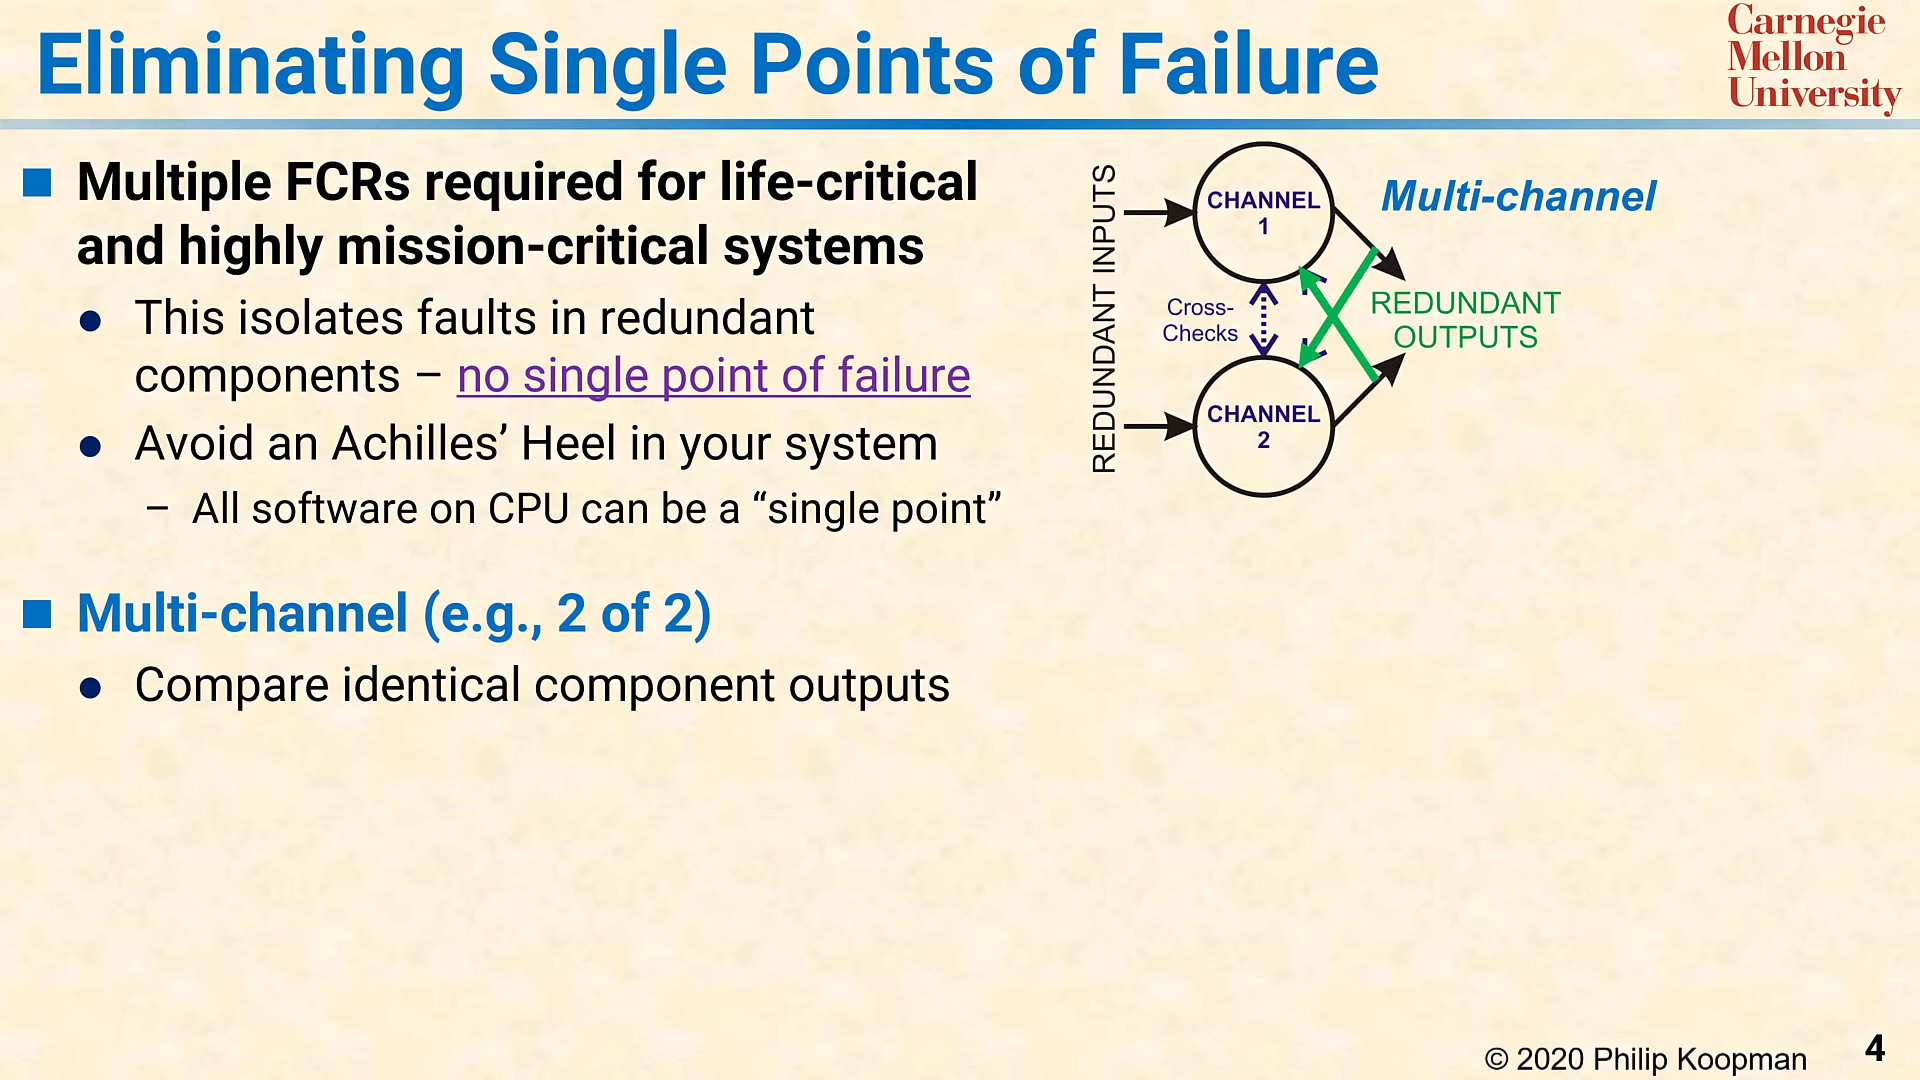 Eliminating Single Points of Failure
Carnegie
Mellon
University
■ Multiple FCRs required for life-critical
and highly mission-critical systems
● This isolates faults in redundant
components – no single point of failure
● Avoid an Achilles’ Heel in your system
– All software on CPU can be a “single point”
■ Multi-channel (e.g., 2 of 2)
● Compare identical component outputs
REDUNDANT INPUTS
CHANNEL
1
Multi-channel
Cross-
Checks
REDUNDANT
OUTPUTS
CHANNEL
2
© 2020 Philip Koopman
4